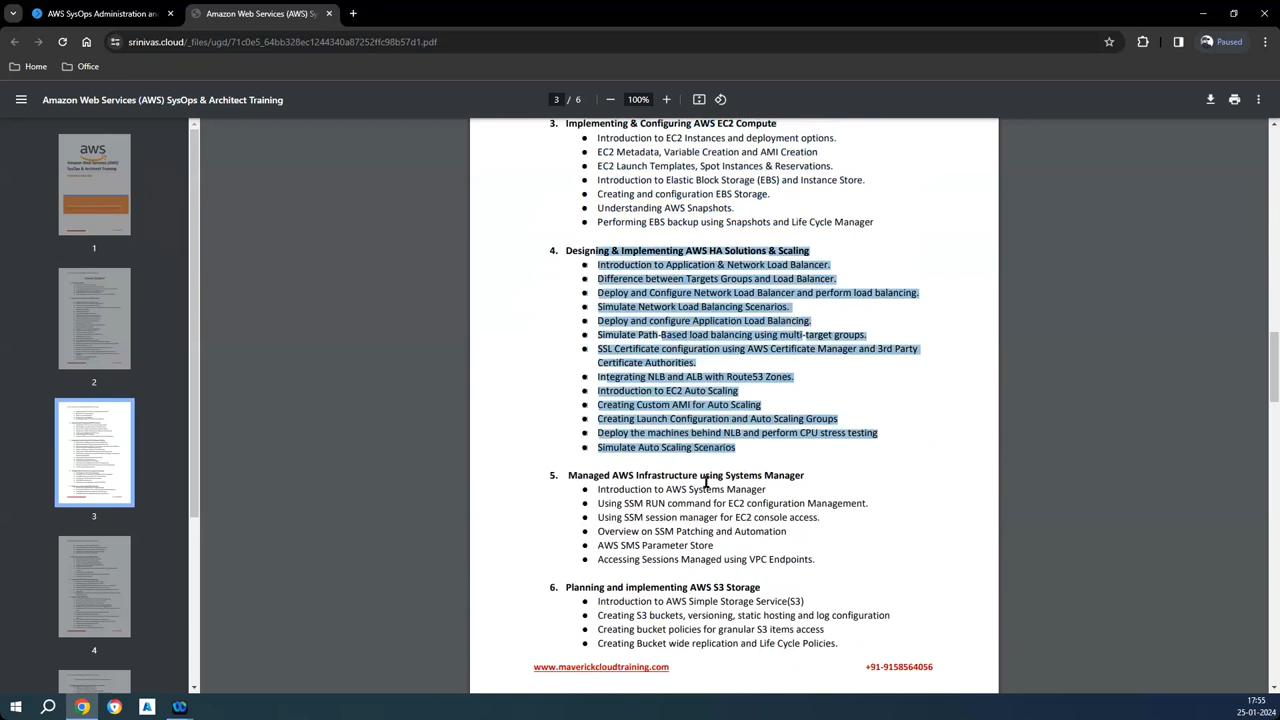 AWS SysOps Administration and
Amazon Web Services (AWS) Sy
srinivas.cloud/_files/ugd/71c0e5_64bb328ec1244340a87252ffc98b57d1.pdf
Paused
Home
Office
Amazon Web Services (AWS) SysOps & Architect Training
3 / 6
100%
aws
Amazon Web Services (AWS)
SysOps & Architect Training
1
2
3
4
3. Implementing & Configuring AWS EC2 Compute
● Introduction to EC2 Instances and deployment options.
● EC2 Metadata, Variable Creation and AMI Creation
● EC2 Launch Templates, Spot Instances & Reservations.
● Introduction to Elastic Block Storage (EBS) and Instance Store.
● Creating and configuration EBS Storage.
● Understanding AWS Snapshots.
● Performing EBS backup using Snapshots and Life Cycle Manager
4. Designing & Implementing AWS HA Solutions & Scaling
● Introduction to Application & Network Load Balancer.
● Difference between Targets Groups and Load Balancer.
● Deploy and Configure Network Load Balancer and perform load balancing.
● Simulate Network Load Balancing Scenarios.
● Deploy and configure Application Load Balancing.
● Simulate Path-Based load balancing using multi-target groups.
● SSL Certificate configuration using AWS Certificate Manager and 3rd Party
Certificate Authorities.
● Integrating NLB and ALB with Route53 Zones.
● Introduction to EC2 Auto Scaling
● Creating Custom AMI for Auto Scaling
● Creating Launch Configuration and Auto Scaling Groups
● Deploy the machines behind NLB and perform CPU stress testing
● Simulate Auto Scaling Scenarios
5. Managed AWS Infrastructure using Systems Manager
● Introduction to AWS Systems Manager
● Using SSM RUN command for EC2 configuration Management.
● Using SSM session manager for EC2 console access.
● Overview on SSM Patching and Automation
● AWS SMS Parameter Store
● Accessing Sessions Managed using VPC Endpoints.
6. Planning and implementing AWS S3 Storage
● Introduction to AWS Simple Storage Service(S3)
● Creating S3 buckets, versioning, static hosting and log configuration
● Creating bucket policies for granular S3 items access
● Creating Bucket wide replication and Life Cycle Policies.
www.maverickcloudtraining.com
+91-9158564056
17:55
25-01-2024